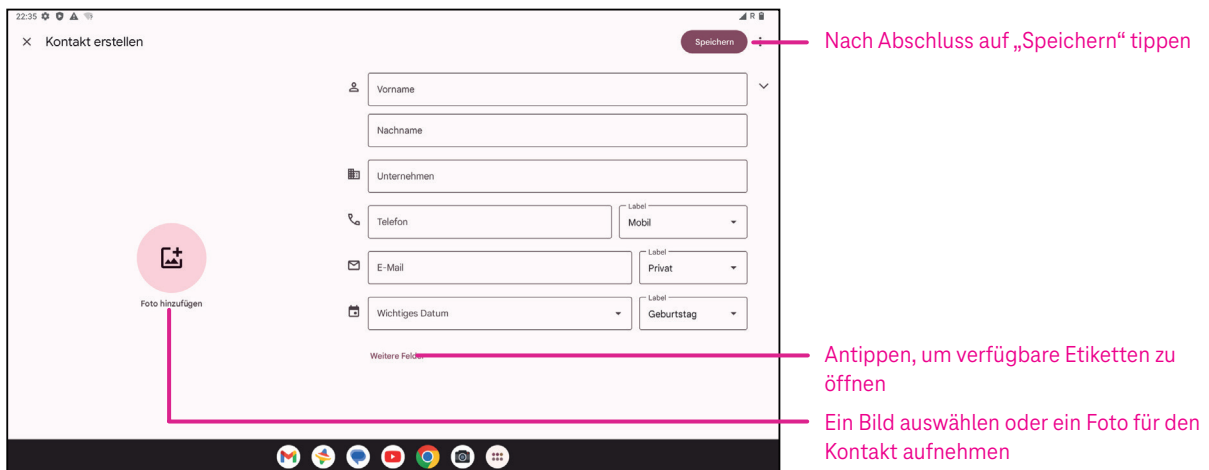 22:35
R
Kontakt erstellen
Speichern
Nach Abschluss auf „Speichern“ tippen
Vorname
Nachname
Unternehmen
Telefon
Label
Mobil
E-Mail
Label
Privat
Foto hinzufügen
Wichtiges Datum
Label
Geburtstag
Weitere Felder
Antippen, um verfügbare Etiketten zu
öffnen
Ein Bild auswählen oder ein Foto für den
Kontakt aufnehmen